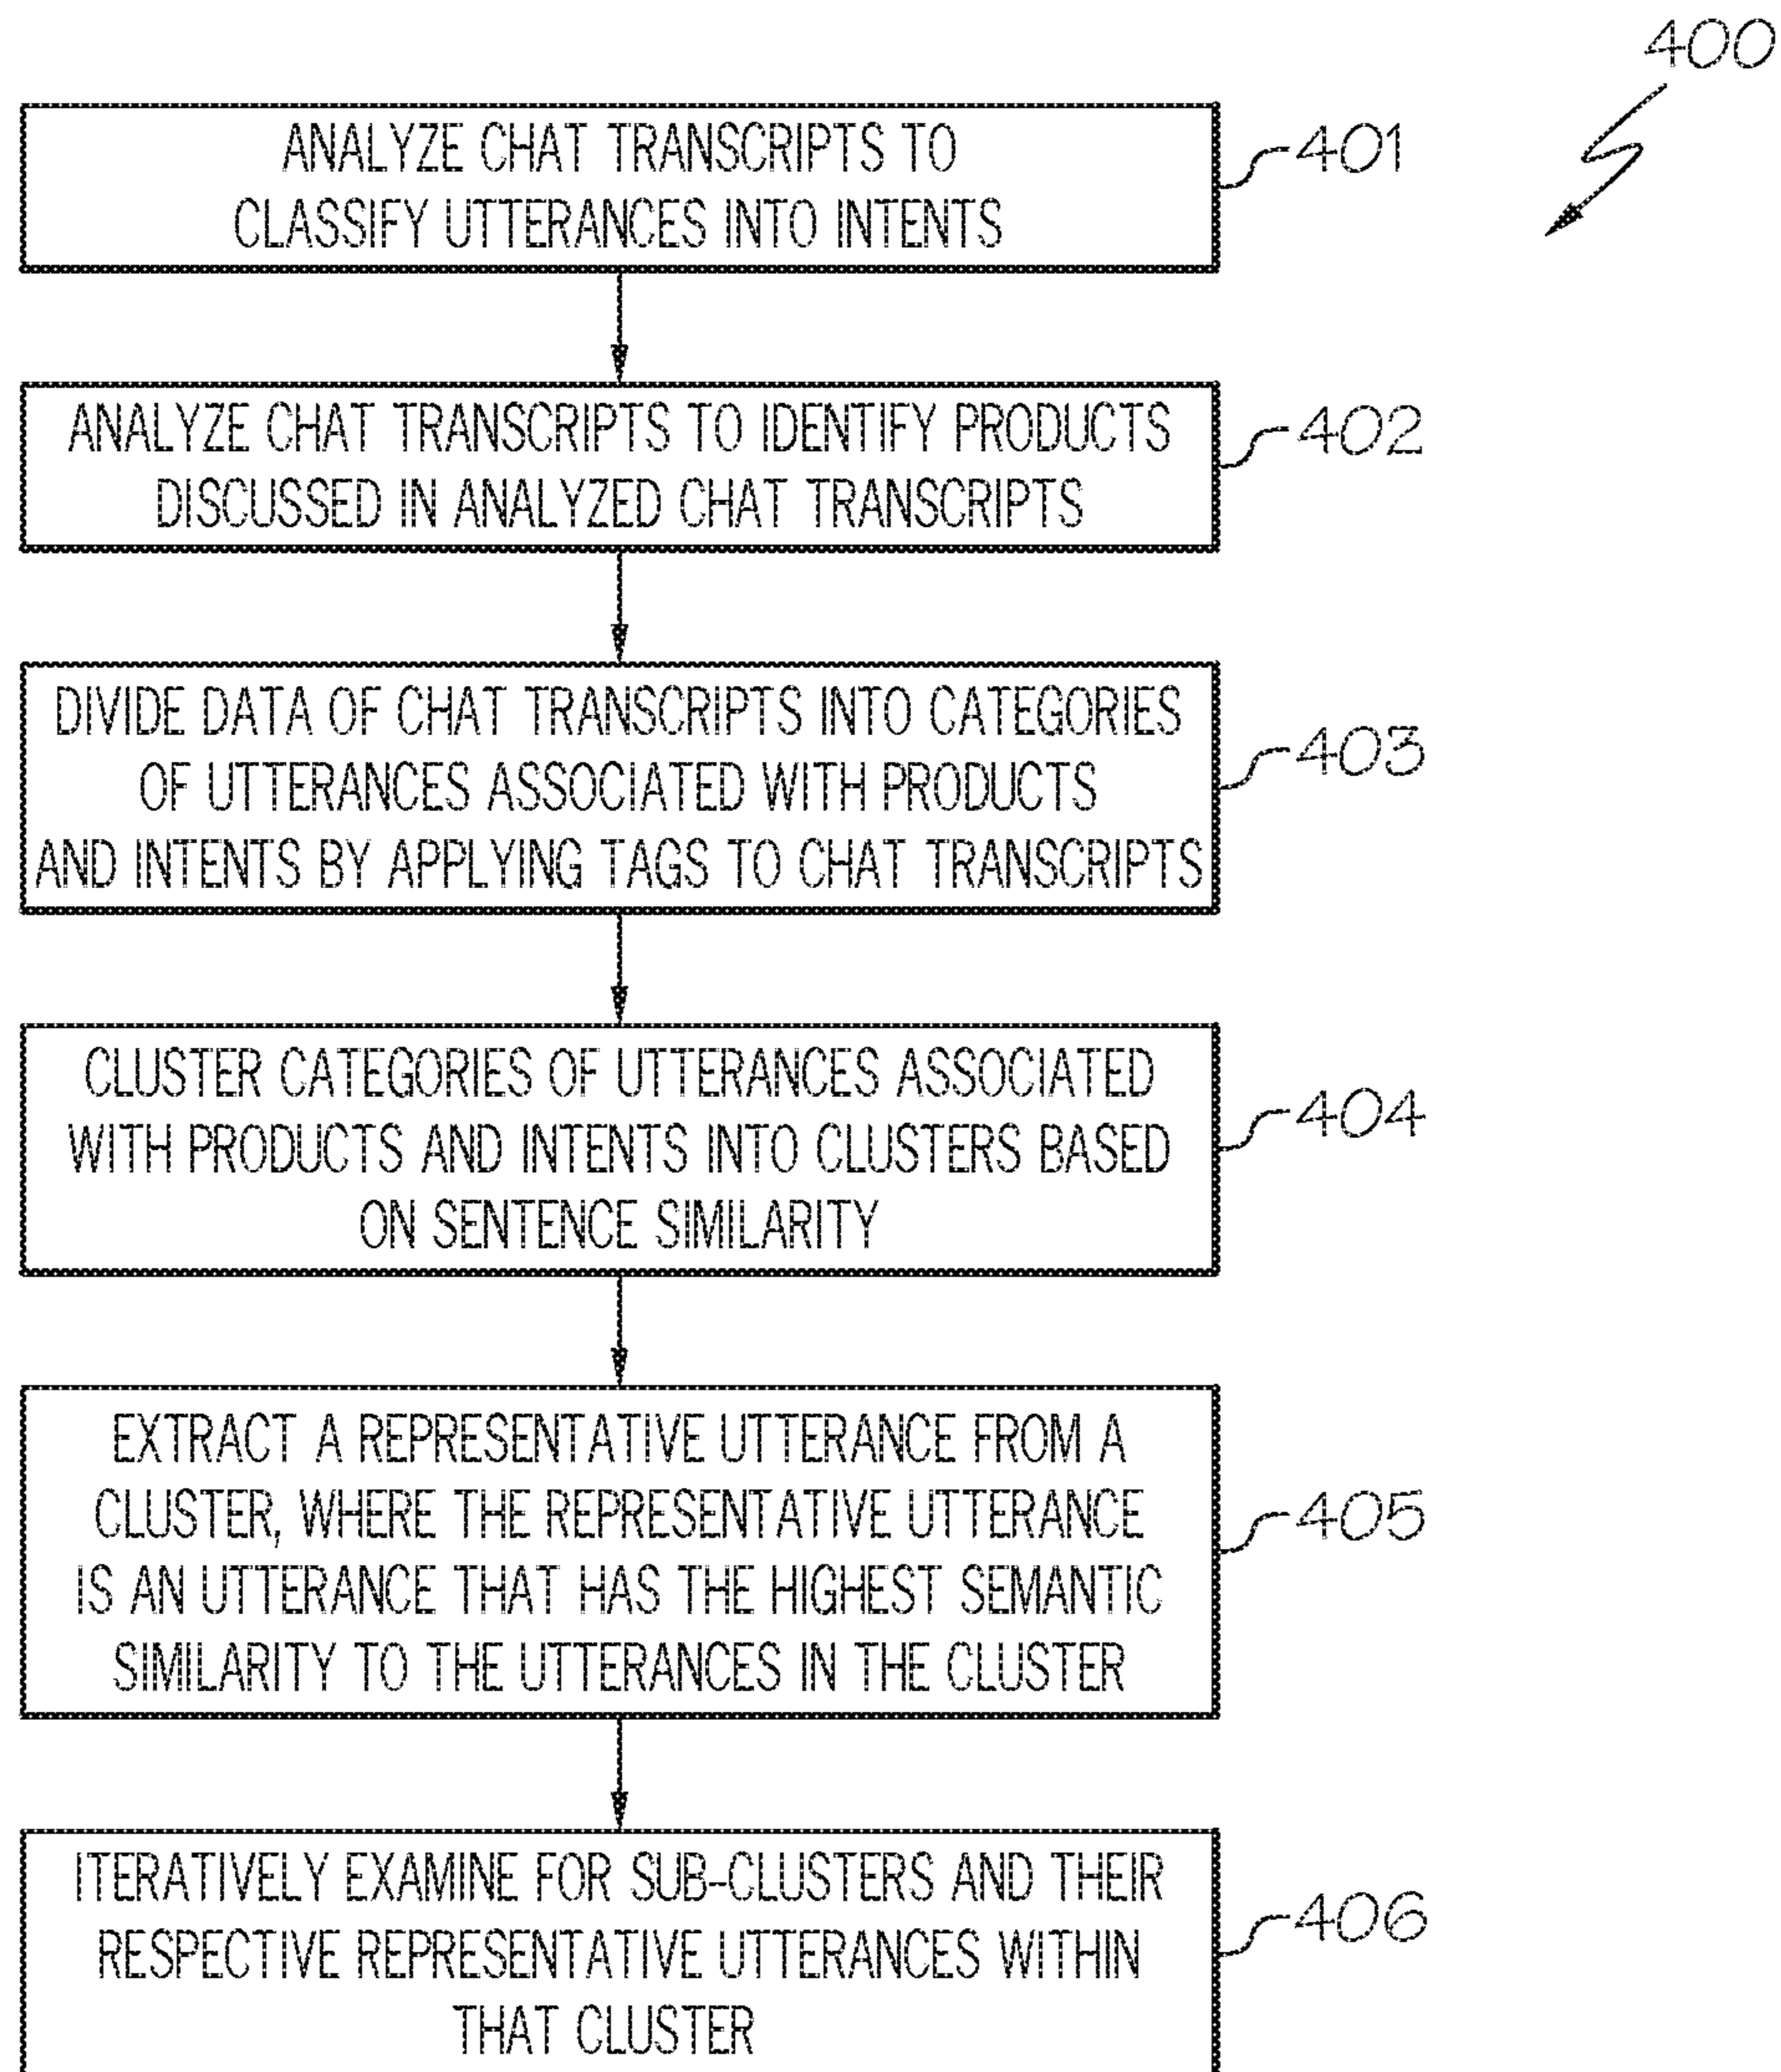 400
ANALYZE CHAT TRANSCRIPTS TO
CLASSIFY UTTERANCES INTO INTENTS
401
ANALYZE CHAT TRANSCRIPTS TO IDENTIFY PRODUCTS
DISCUSSED IN ANALYZED CHAT TRANSCRIPTS
402
DIVIDE DATA OF CHAT TRANSCRIPTS INTO CATEGORIES
OF UTTERANCES ASSOCIATED WITH PRODUCTS
AND INTENTS BY APPLYING TAGS TO CHAT TRANSCRIPTS
403
CLUSTER CATEGORIES OF UTTERANCES ASSOCIATED
WITH PRODUCTS AND INTENTS INTO CLUSTERS BASED
ON SENTENCE SIMILARITY
404
EXTRACT A REPRESENTATIVE UTTERANCE FROM A
CLUSTER, WHERE THE REPRESENTATIVE UTTERANCE
IS AN UTTERANCE THAT HAS THE HIGHEST SEMANTIC
SIMILARITY TO THE UTTERANCES IN THE CLUSTER
405
ITERATIVELY EXAMINE FOR SUB-CLUSTERS AND THEIR
RESPECTIVE REPRESENTATIVE UTTERANCES WITHIN
THAT CLUSTER
406